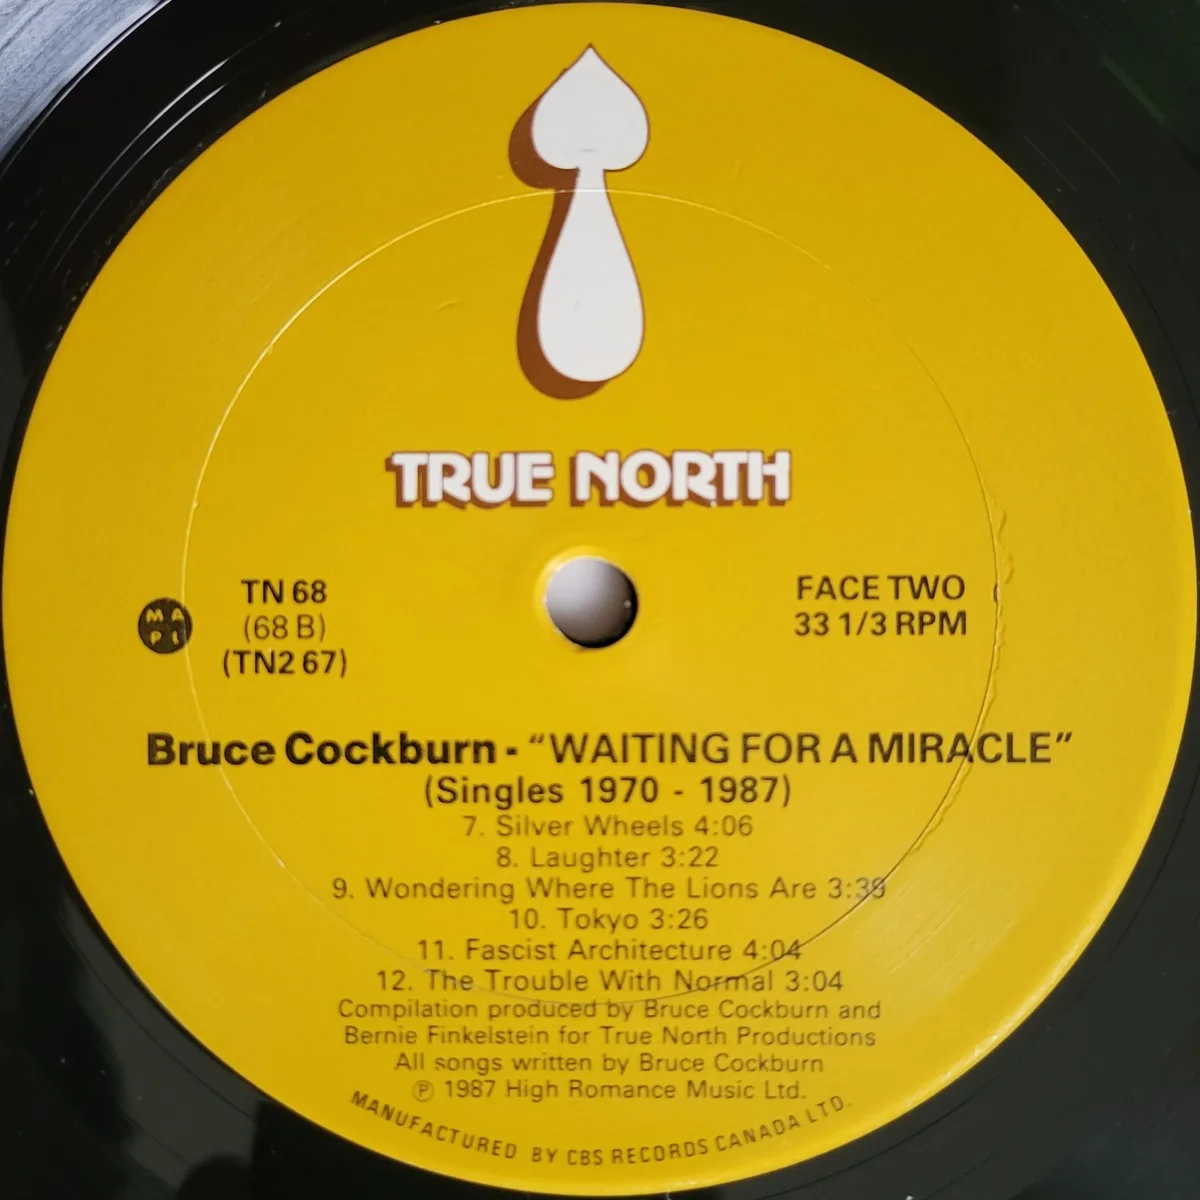 TRUE NORTH
MA
PL
TN 68
(68 B)
(TN2 67)
FACE TWO
33 1/3 RPM
Bruce Cockburn - “WAITING FOR A MIRACLE”
(Singles 1970 - 1987)
7. Silver Wheels 4:06
8. Laughter 3:22
9. Wondering Where The Lions Are 3:39
10. Tokyo 3:26
11. Fascist Architecture 4:04
12. The Trouble With Normal 3:04
Compilation produced by Bruce Cockburn and
Bernie Finkelstein for True North Productions
All songs written by Bruce Cockburn
℗ 1987 High Romance Music Ltd.
MANUFACTURED BY CBS RECORDS CANADA LTD.